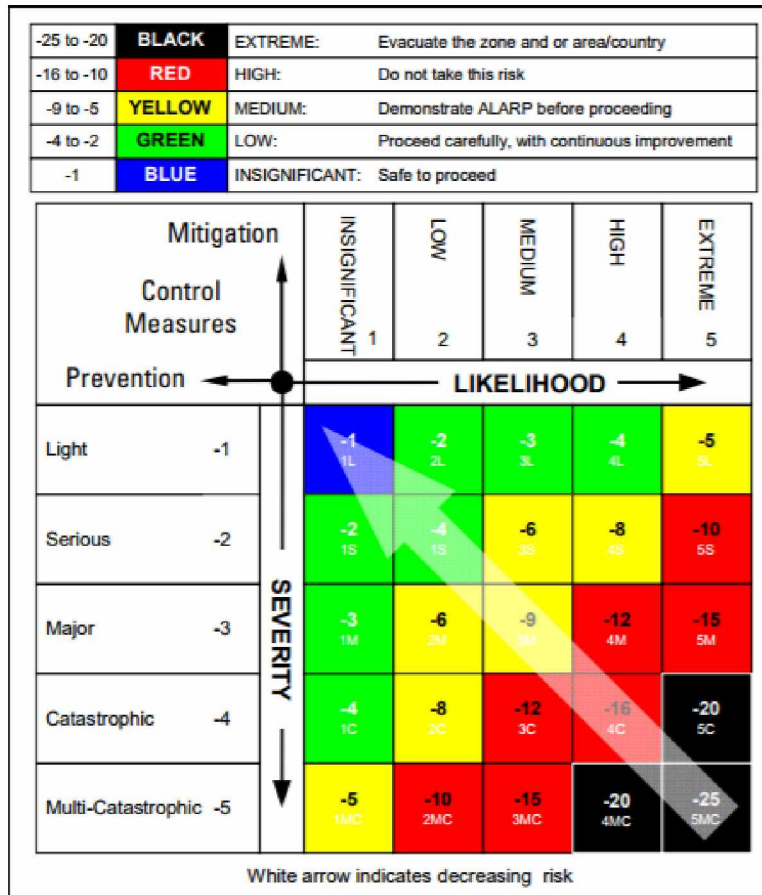 -25 to -20 BLACK EXTREME: Evacuate the zone and or area/country
-16 to -10 RED HIGH: Do not take this risk
-9 to -5 YELLOW MEDIUM: Demonstrate ALARP before proceeding
-4 to -2 GREEN LOW: Proceed carefully, with continuous improvement
-1 BLUE INSIGNIFICANT: Safe to proceed
Mitigation
Control
Measures
Prevention
INSIGNIFICANT 1
LOW 2
MEDIUM 3
HIGH 4
EXTREME 5
LIKELIHOOD
SEVERITY
Light -1
-1 -2 -3 -4 -5
1L 2L 3L 4L 5L
Serious -2
-2 -4 -6 -8 -10
1S 1S 3S 4S 5S
Major -3
-3 -6 -9 -12 -15
1M 2M 3M 4M 5M
Catastrophic -4
-4 -8 -12 -16 -20
1C 2C 3C 4C 5C
Multi-Catastrophic -5
-5 -10 -15 -20 -25
1MC 2MC 3MC 4MC 5MC
White arrow indicates decreasing risk